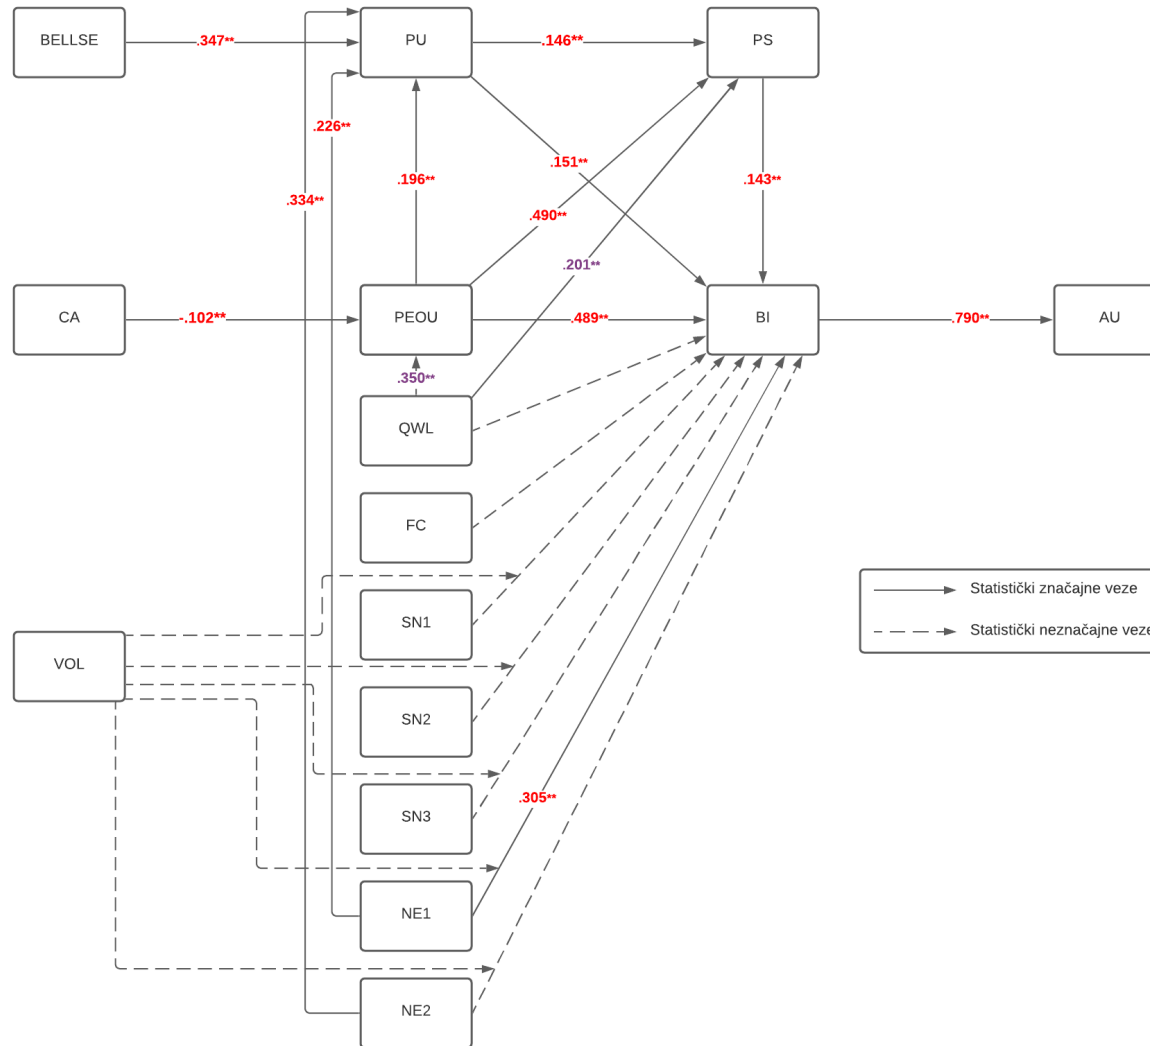 BELLSE
.347**
PU
.146**
PS
.226**
.151**
.196**
.143**
.334**
.490**
.201**
CA
-.102**
PEOU
.489**
BI
.790**
AU
.350**
QWL
FC
SN1
Statistički značajne veze
Statistički neznačajne veze
VOL
SN2
SN3
.305**
NE1
NE2